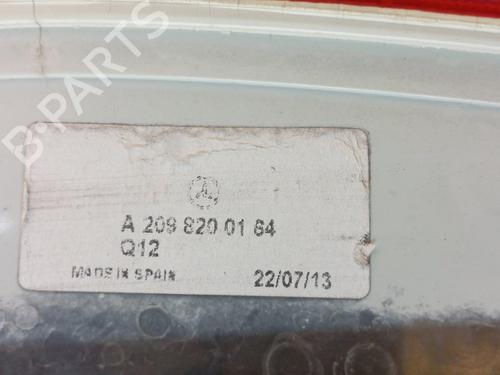 B-PARTS
A 209 820 01 64
Q12
MADE IN SPAIN
22/07/13